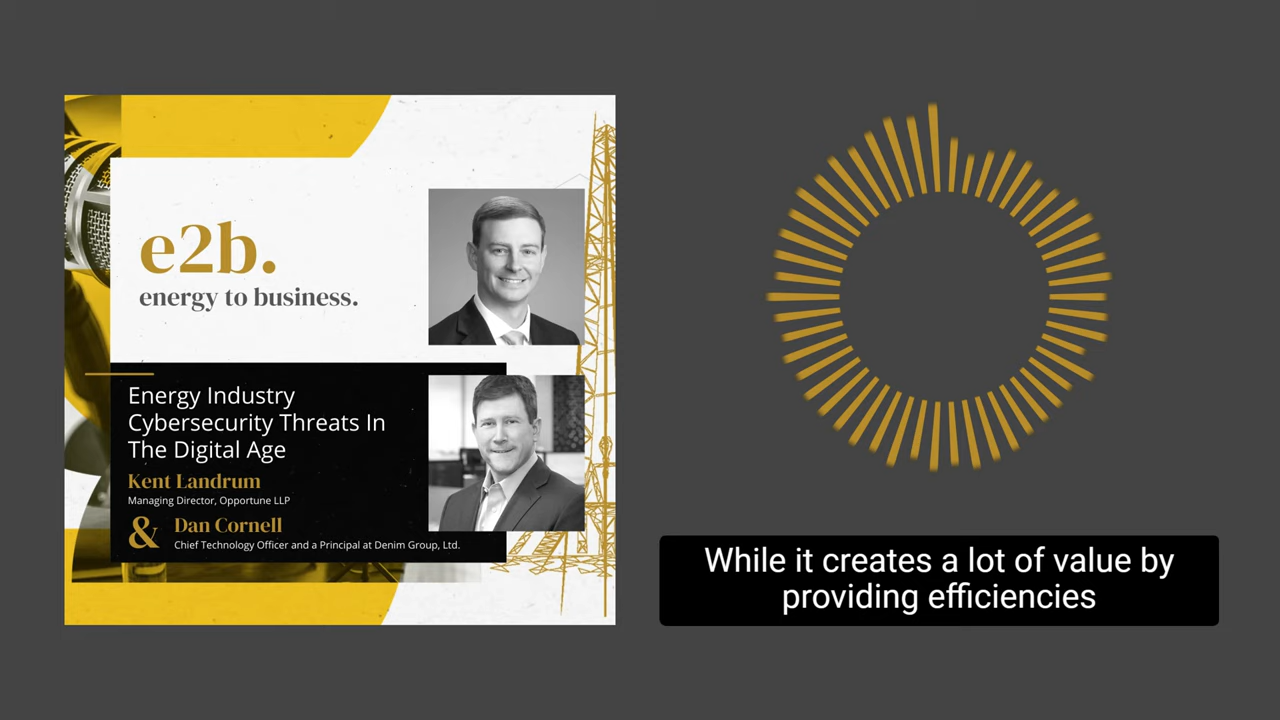 e2b.
energy to business.
Energy Industry
Cybersecurity Threats In
The Digital Age
Kent Landrum
Managing Director, Opportune LLP
& Dan Cornell
Chief Technology Officer and a Principal at Denim Group, Ltd.
While it creates a lot of value by
providing efficiencies